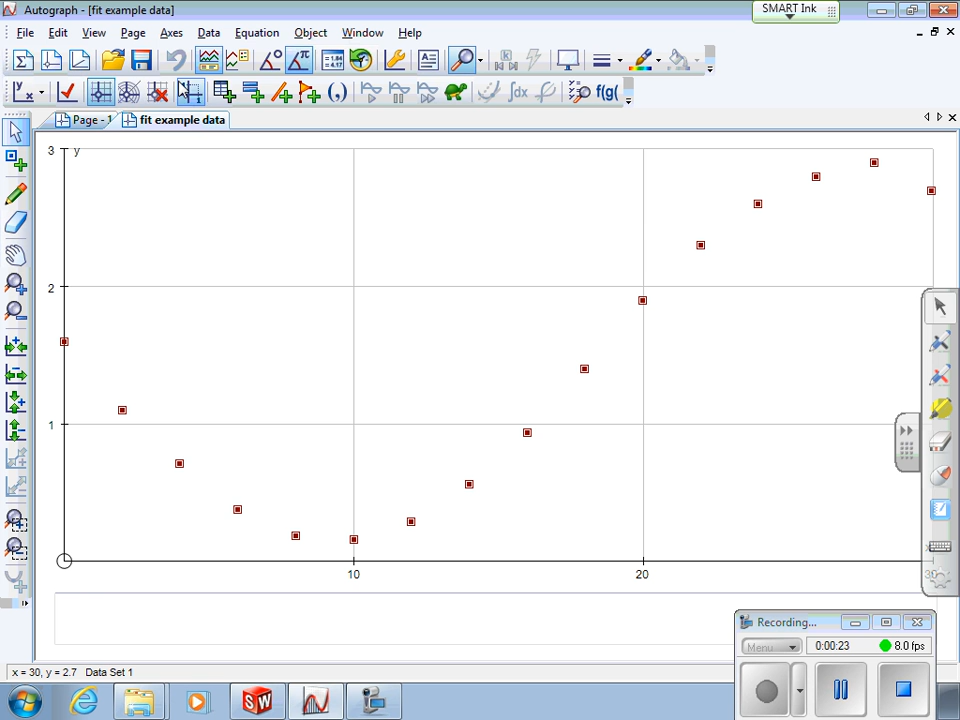 Autograph - [fit example data]
SMART Ink
File Edit View Page Axes Data Equation Object Window Help
Page - 1
fit example data
3
y
2
1
10
20
30
Recording...
Menu
0:00:23
8.0 fps
x = 30, y = 2.7 Data Set 1